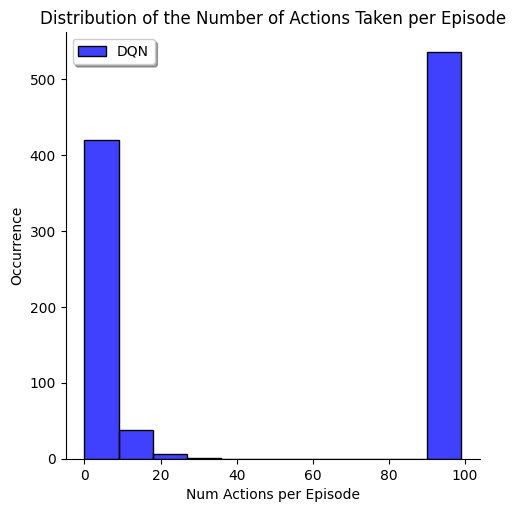 Distribution of the Number of Actions Taken per Episode
DQN
500
400
300
200
100
0
Occurrence
0 20 40 60 80 100
Num Actions per Episode